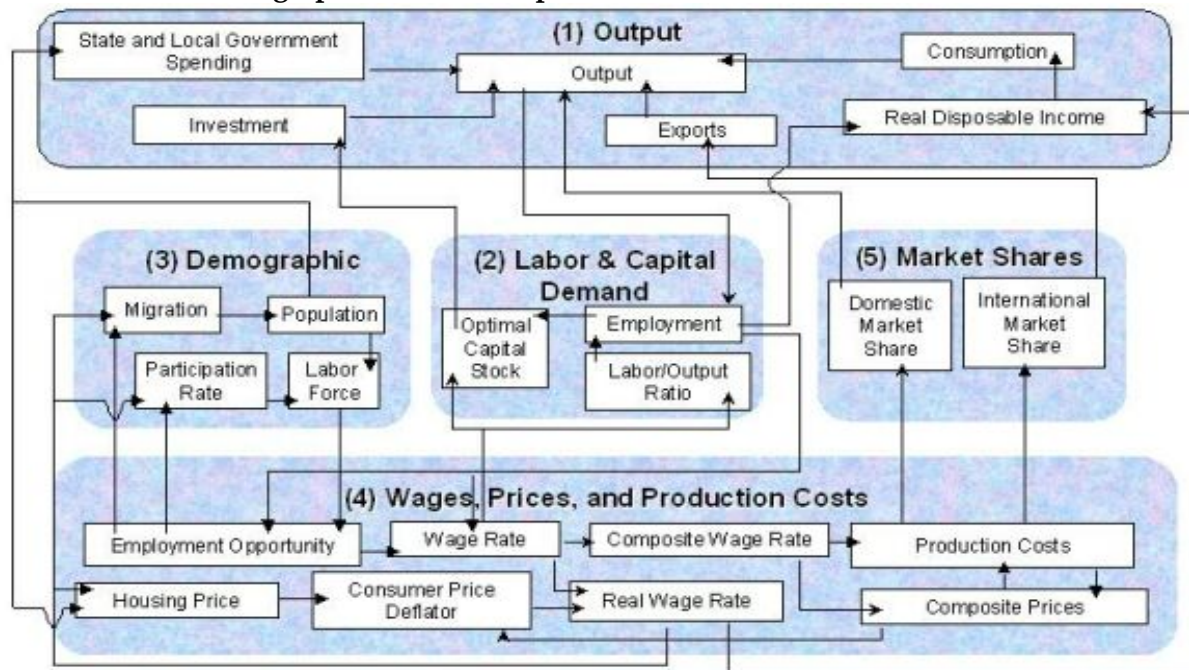 (1) Output
State and Local Government
Spending
Output
Consumption
Investment
Exports
Real Disposable Income
(3) Demographic
Migration
Population
Participation
Rate
Labor
Force
(2) Labor & Capital
Demand
Optimal
Capital
Stock
Employment
Labor/Output
Ratio
(5) Market Shares
Domestic
Market
Share
International
Market
Share
(4) Wages, Prices, and Production Costs
Employment Opportunity
Wage Rate
Composite Wage Rate
Production Costs
Housing Price
Consumer Price
Deflator
Real Wage Rate
Composite Prices